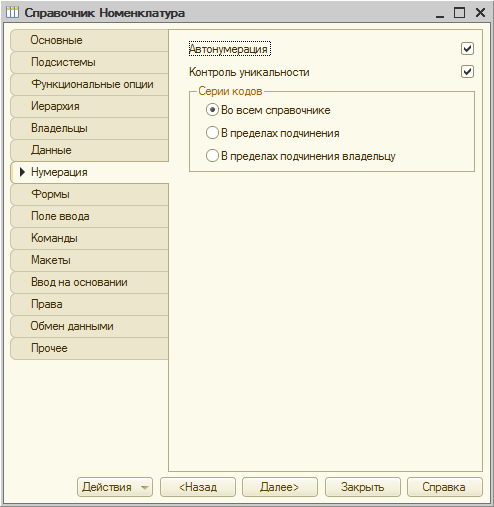 Справочник Номенклатура
Основные
Подсистемы
Функциональные опции
Иерархия
Владельцы
Данные
Нумерация
Формы
Поле ввода
Команды
Макеты
Ввод на основании
Права
Обмен данными
Прочее
Автонумерация
Контроль уникальности
Серии кодов
Во всем справочнике
В пределах подчинения
В пределах подчинения владельцу
Действия
<Назад
Далее>
Закрыть
Справка